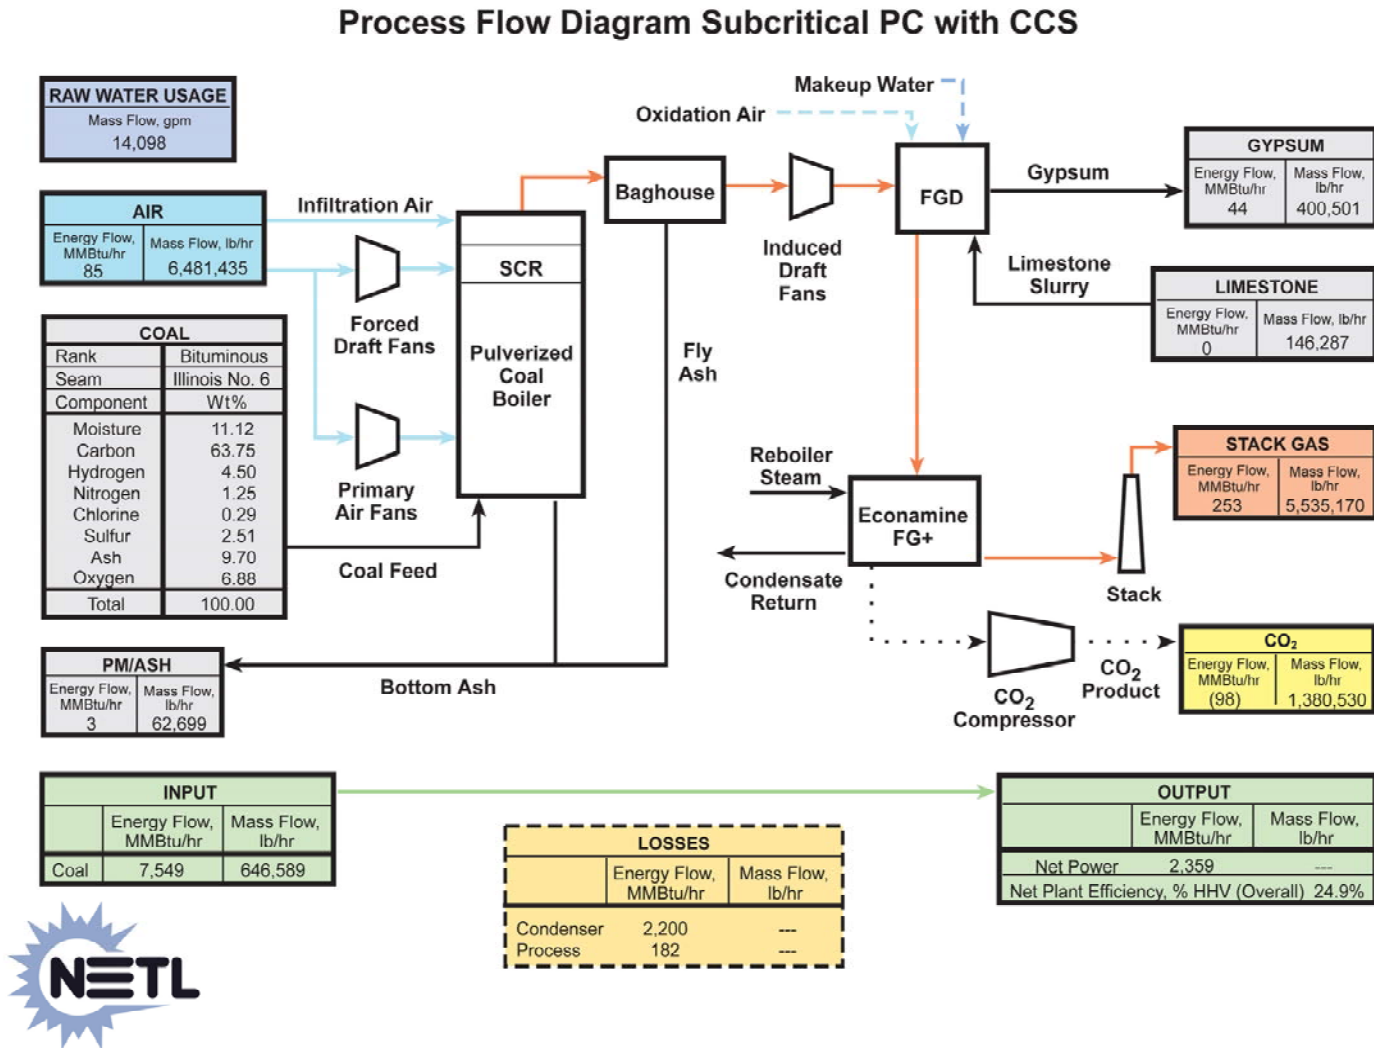 Process Flow Diagram Subcritical PC with CCS
RAW WATER USAGE
Mass Flow, gpm
14,098
Makeup Water
Oxidation Air
AIR
Energy Flow, MMBtu/hr
85
Mass Flow, lb/hr
6,481,435
Infiltration Air
Forced
Draft Fans
Primary
Air Fans
SCR
Pulverized
Coal
Boiler
Baghouse
Induced
Draft
Fans
FGD
Gypsum
GYPSUM
Energy Flow,
MMBtu/hr
44
Mass Flow,
lb/hr
400,501
Limestone
Slurry
LIMESTONE
Energy Flow,
MMBtu/hr
0
Mass Flow, lb/hr
146,287
COAL
Rank Bituminous
Seam Illinois No. 6
Component Wt%
Moisture 11.12
Carbon 63.75
Hydrogen 4.50
Nitrogen 1.25
Chlorine 0.29
Sulfur 2.51
Ash 9.70
Oxygen 6.88
Total 100.00
Coal Feed
Fly
Ash
Reboiler
Steam
Econamine
FG+
Condensate
Return
Stack
STACK GAS
Energy Flow,
MMBtu/hr
253
Mass Flow,
lb/hr
5,535,170
CO2
Compressor
CO2
Product
CO2
Energy Flow,
MMBtu/hr
(98)
Mass Flow,
lb/hr
1,380,530
PM/ASH
Energy Flow,
MMBtu/hr
3
Mass Flow,
lb/hr
62,699
Bottom Ash
INPUT
Energy Flow,
MMBtu/hr
Mass Flow,
lb/hr
Coal 7,549 646,589
LOSSES
Energy Flow,
MMBtu/hr
Mass Flow,
lb/hr
Condenser 2,200 ---
Process 182 ---
OUTPUT
Energy Flow,
MMBtu/hr
Mass Flow,
lb/hr
Net Power 2,359 ---
Net Plant Efficiency, % HHV (Overall) 24.9%
NETL